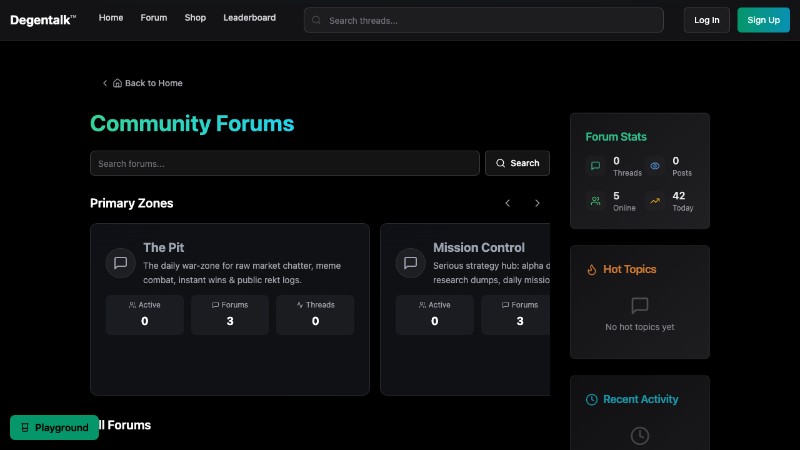 Degentalk™
Home
Forum
Shop
Leaderboard
Search threads...
Log In
Sign Up
Back to Home
Community Forums
Search forums...
Search
Primary Zones
The Pit
The daily war-zone for raw market chatter, meme
combat, instant wins & public rekt logs.
Active
0
Forums
3
Threads
0
Mission Control
Serious strategy hub: alpha d
research dumps, daily missio
Active
0
Forums
3
Forum Stats
0
Threads
0
Posts
5
Online
42
Today
Hot Topics
No hot topics yet
Recent Activity
Playground
ll Forums